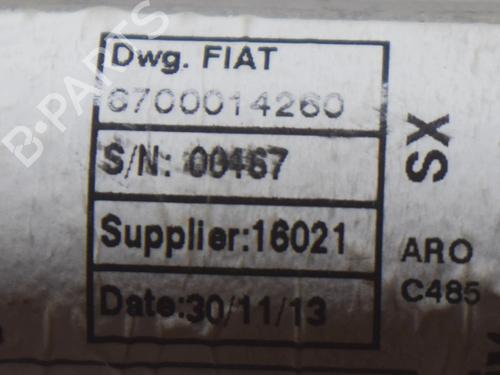 Dwg. FIAT
6700014260
S/N: 00467
Supplier:16021
Date:30/11/13
SX
ARO
C485
B-PARTS